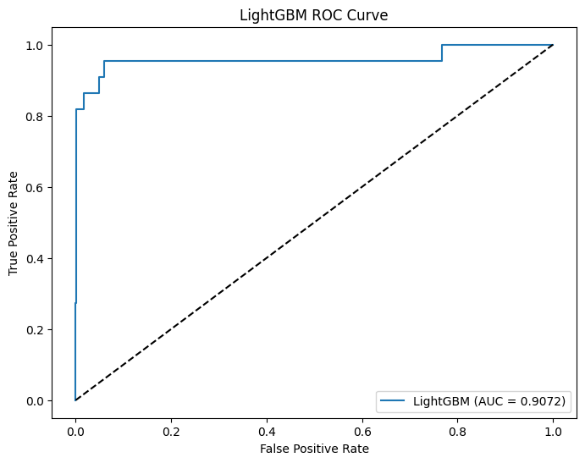 LightGBM ROC Curve
True Positive Rate
1.0
0.8
0.6
0.4
0.2
0.0
LightGBM (AUC = 0.9072)
0.0 0.2 0.4 0.6 0.8 1.0
False Positive Rate